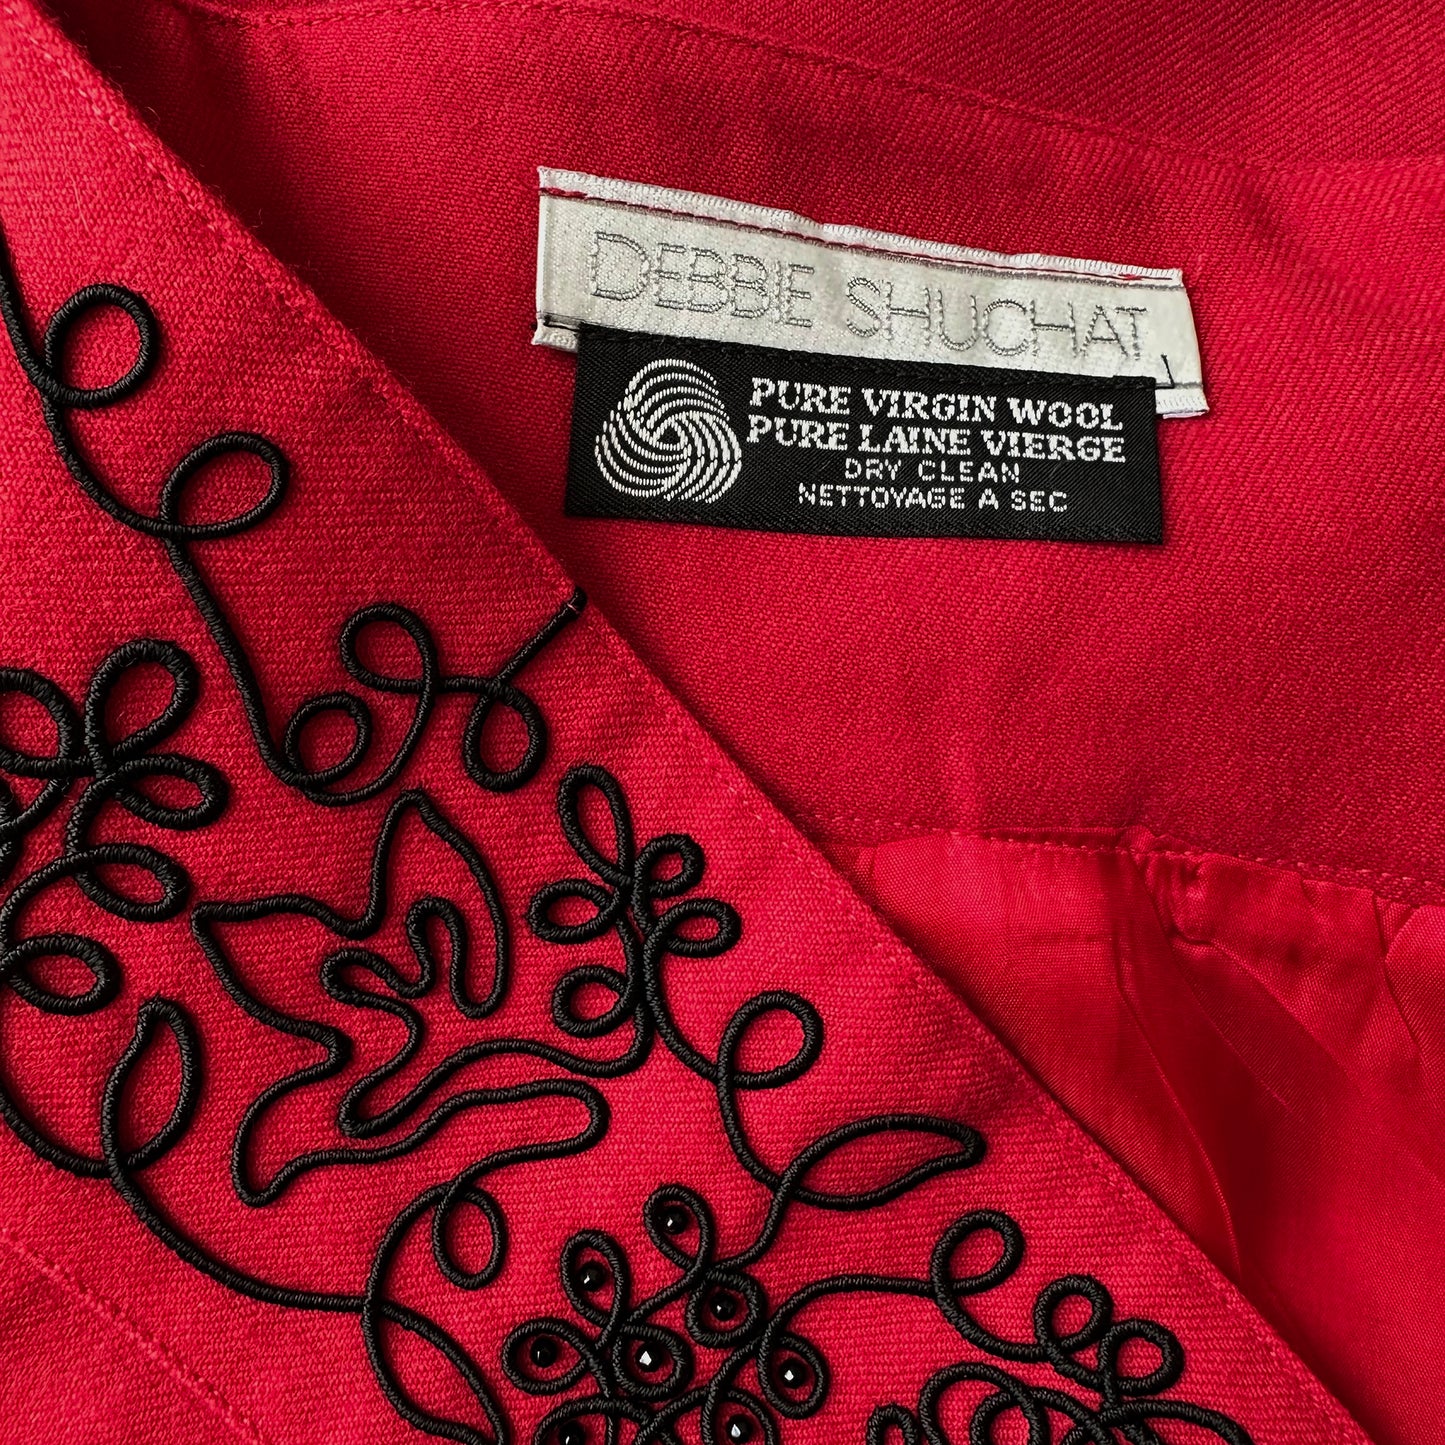 DEBBIE SHUCHAT
PURE VIRGIN WOOL
PURE LAINE VIERGE
DRY CLEAN
NETTOYAGE A SEC